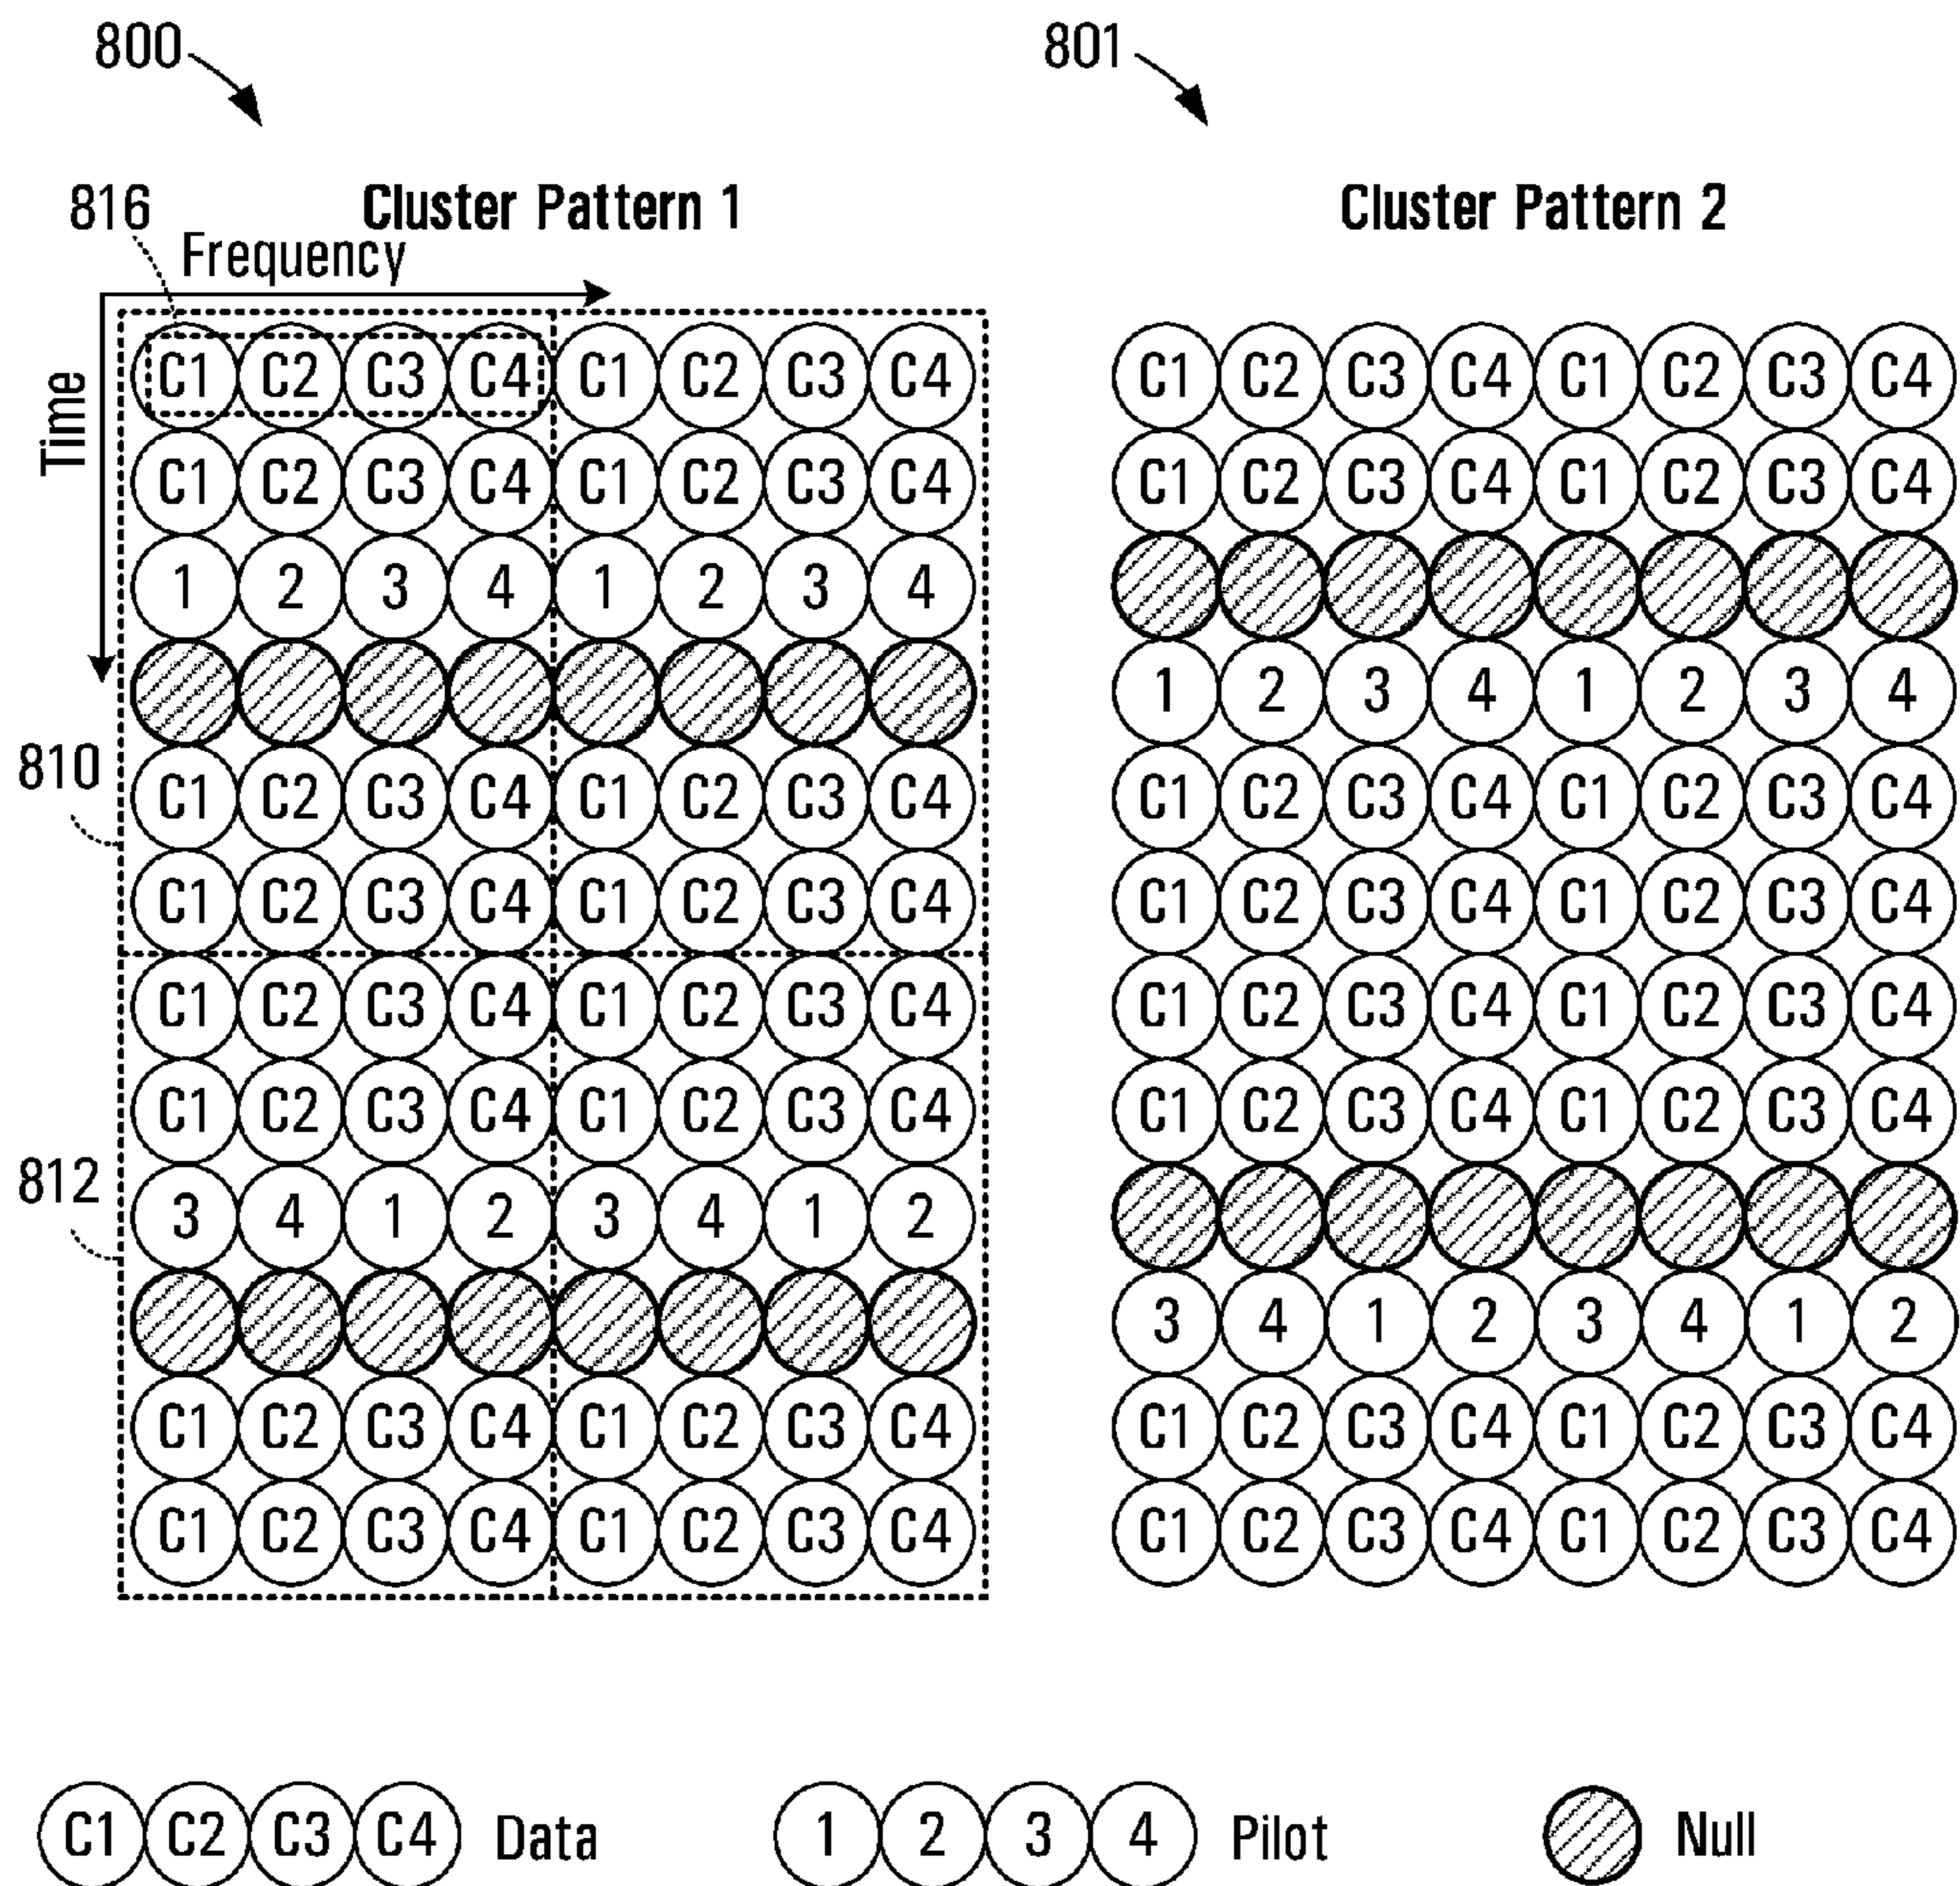 800
801
816
Cluster Pattern 1
Cluster Pattern 2
Frequency
Time
C1 C2 C3 C4 C1 C2 C3 C4 C1 C2 C3 C4 C1 C2 C3 C4
C1 C2 C3 C4 C1 C2 C3 C4 C1 C2 C3 C4 C1 C2 C3 C4
1 2 3 4 1 2 3 4
1 2 3 4 1 2 3 4
810
C1 C2 C3 C4 C1 C2 C3 C4 C1 C2 C3 C4 C1 C2 C3 C4
C1 C2 C3 C4 C1 C2 C3 C4 C1 C2 C3 C4 C1 C2 C3 C4
C1 C2 C3 C4 C1 C2 C3 C4 C1 C2 C3 C4 C1 C2 C3 C4
C1 C2 C3 C4 C1 C2 C3 C4 C1 C2 C3 C4 C1 C2 C3 C4
812
3 4 1 2 3 4 1 2
3 4 1 2 3 4 1 2
C1 C2 C3 C4 C1 C2 C3 C4 C1 C2 C3 C4 C1 C2 C3 C4
C1 C2 C3 C4 C1 C2 C3 C4 C1 C2 C3 C4 C1 C2 C3 C4
C1 C2 C3 C4 Data
1 2 3 4 Pilot
Null